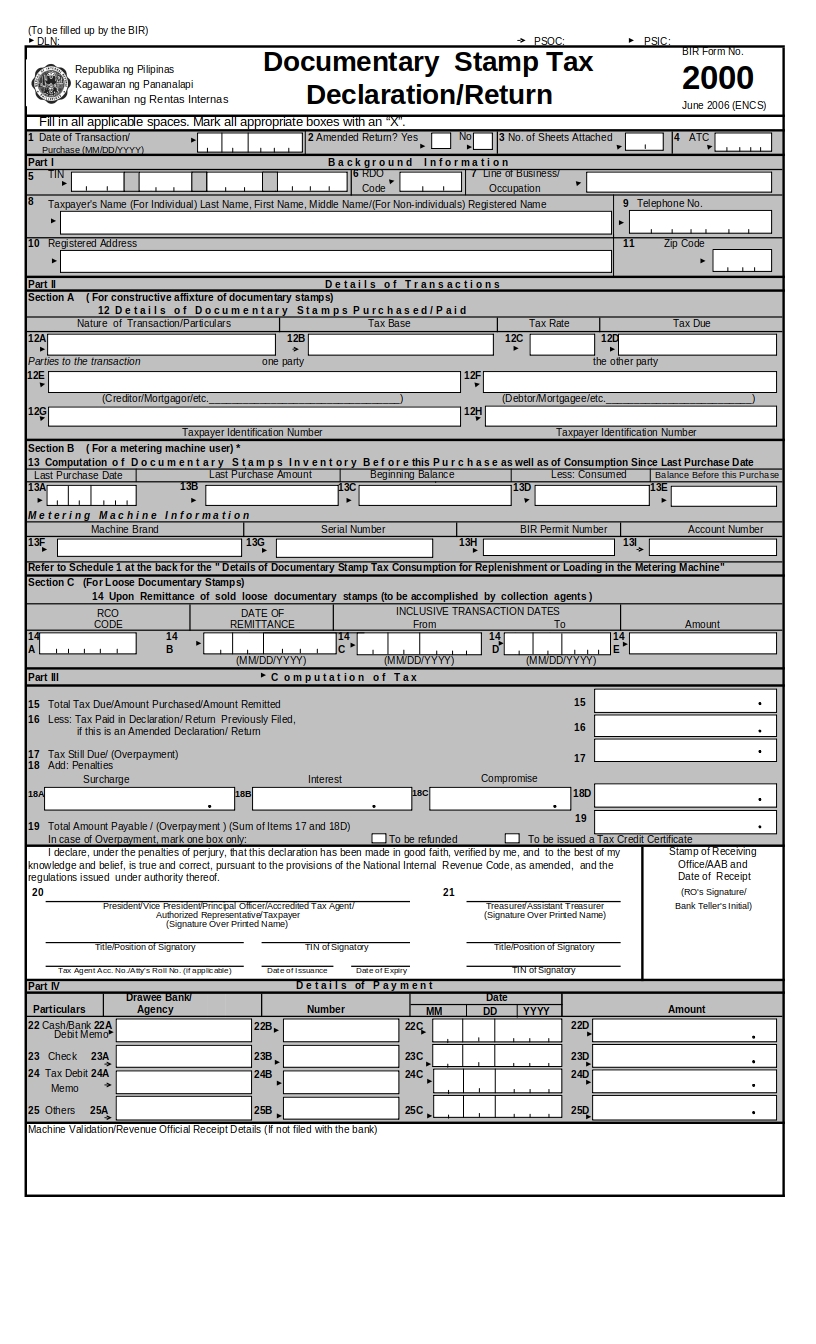 (To be filled up by the BIR)
DLN: PSOC: PSIC:
Republika ng Pilipinas
Kagawaran ng Pananalapi
Kawanihan ng Rentas Internas
Documentary Stamp Tax
Declaration/Return
BIR Form No.
2000
June 2006 (ENCS)
Fill in all applicable spaces. Mark all appropriate boxes with an “X”.
1 Date of Transaction/ Purchase (MM/DD/YYYY) 2 Amended Return? Yes No 3 No. of Sheets Attached 4 ATC
Part I Background Information
5 TIN 6 RDO Code 7 Line of Business/ Occupation
8 Taxpayer's Name (For Individual) Last Name, First Name, Middle Name/(For Non-individuals) Registered Name 9 Telephone No.
10 Registered Address 11 Zip Code
Part II Details of Transactions
Section A ( For constructive affixture of documentary stamps)
12 Details of Documentary Stamps Purchased/Paid
Nature of Transaction/Particulars Tax Base Tax Rate Tax Due
12A 12B 12C 12D
Parties to the transaction one party the other party
12E 12F
(Creditor/Mortgagor/etc.___________________________________) (Debtor/Mortgagee/etc.___________________________)
12G 12H
Taxpayer Identification Number Taxpayer Identification Number
Section B ( For a metering machine user) *
13 Computation of Documentary Stamps Inventory Before this Purchase as well as of Consumption Since Last Purchase Date
Last Purchase Date Last Purchase Amount Beginning Balance Less: Consumed Balance Before this Purchase
13A 13B 13C 13D 13E
Metering Machine Information
Machine Brand Serial Number BIR Permit Number Account Number
13F 13G 13H 13I
Refer to Schedule 1 at the back for the " Details of Documentary Stamp Tax Consumption for Replenishment or Loading in the Metering Machine"
Section C (For Loose Documentary Stamps)
14 Upon Remittance of sold loose documentary stamps (to be accomplished by collection agents )
RCO CODE DATE OF REMITTANCE INCLUSIVE TRANSACTION DATES
From To Amount
14 A 14 B 14 C 14 D 14 E
(MM/DD/YYYY) (MM/DD/YYYY) (MM/DD/YYYY)
Part III Computation of Tax
15 Total Tax Due/Amount Purchased/Amount Remitted 15
16 Less: Tax Paid in Declaration/ Return Previously Filed, 16
if this is an Amended Declaration/ Return
17 Tax Still Due/ (Overpayment) 17
18 Add: Penalties
Surcharge Interest Compromise
18A 18B 18C 18D
19 Total Amount Payable / (Overpayment ) (Sum of Items 17 and 18D) 19
In case of Overpayment, mark one box only: To be refunded To be issued a Tax Credit Certificate
I declare, under the penalties of perjury, that this declaration has been made in good faith, verified by me, and to the best of my
knowledge and belief, is true and correct, pursuant to the provisions of the National Internal Revenue Code, as amended, and the
regulations issued under authority thereof.
Stamp of Receiving
Office/AAB and
Date of Receipt
(RO's Signature/
Bank Teller's Initial)
20 21
President/Vice President/Principal Officer/Accredited Tax Agent/ Treasurer/Assistant Treasurer
Authorized Representative/Taxpayer (Signature Over Printed Name)
(Signature Over Printed Name)
Title/Position of Signatory TIN of Signatory Title/Position of Signatory
Tax Agent Acc. No./Atty's Roll No. (if applicable) Date of Issuance Date of Expiry TIN of Signatory
Part IV Details of Payment
Particulars Drawee Bank/ Agency Number Date MM DD YYYY Amount
22 Cash/Bank Debit Memo 22A 22B 22C 22D
23 Check 23A 23B 23C 23D
24 Tax Debit Memo 24A 24B 24C 24D
25 Others 25A 25B 25C 25D
Machine Validation/Revenue Official Receipt Details (If not filed with the bank)